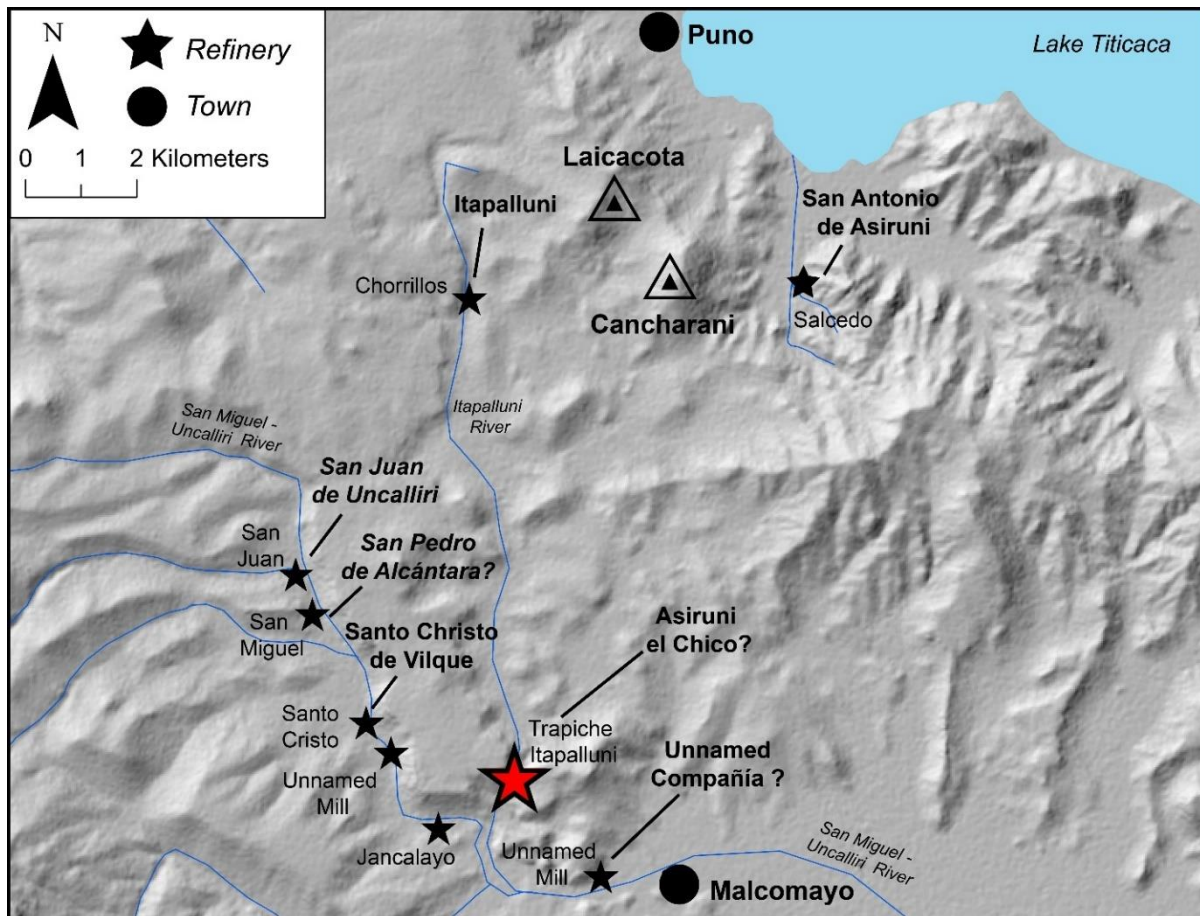 N
Refinery
Town
0 1 2 Kilometers
Puno
Lake Titicaca
Laicacota
Itapalluni
San Antonio
de Asiruni
Chorrillos
Cancharani
Salcedo
Itapalluni
River
San Miguel -
Uncalliri River
San Juan
de Uncalliri
San
Juan
San Pedro
de Alcántara?
San
Miguel
Santo Christo
de Vilque
Asiruni
el Chico?
Santo
Cristo
Trapiche
Itapalluni
Unnamed
Mill
Unnamed
Compañía ?
Jancalayo
Unnamed
Mill
San Miguel -
Uncalliri River
Malcomayo